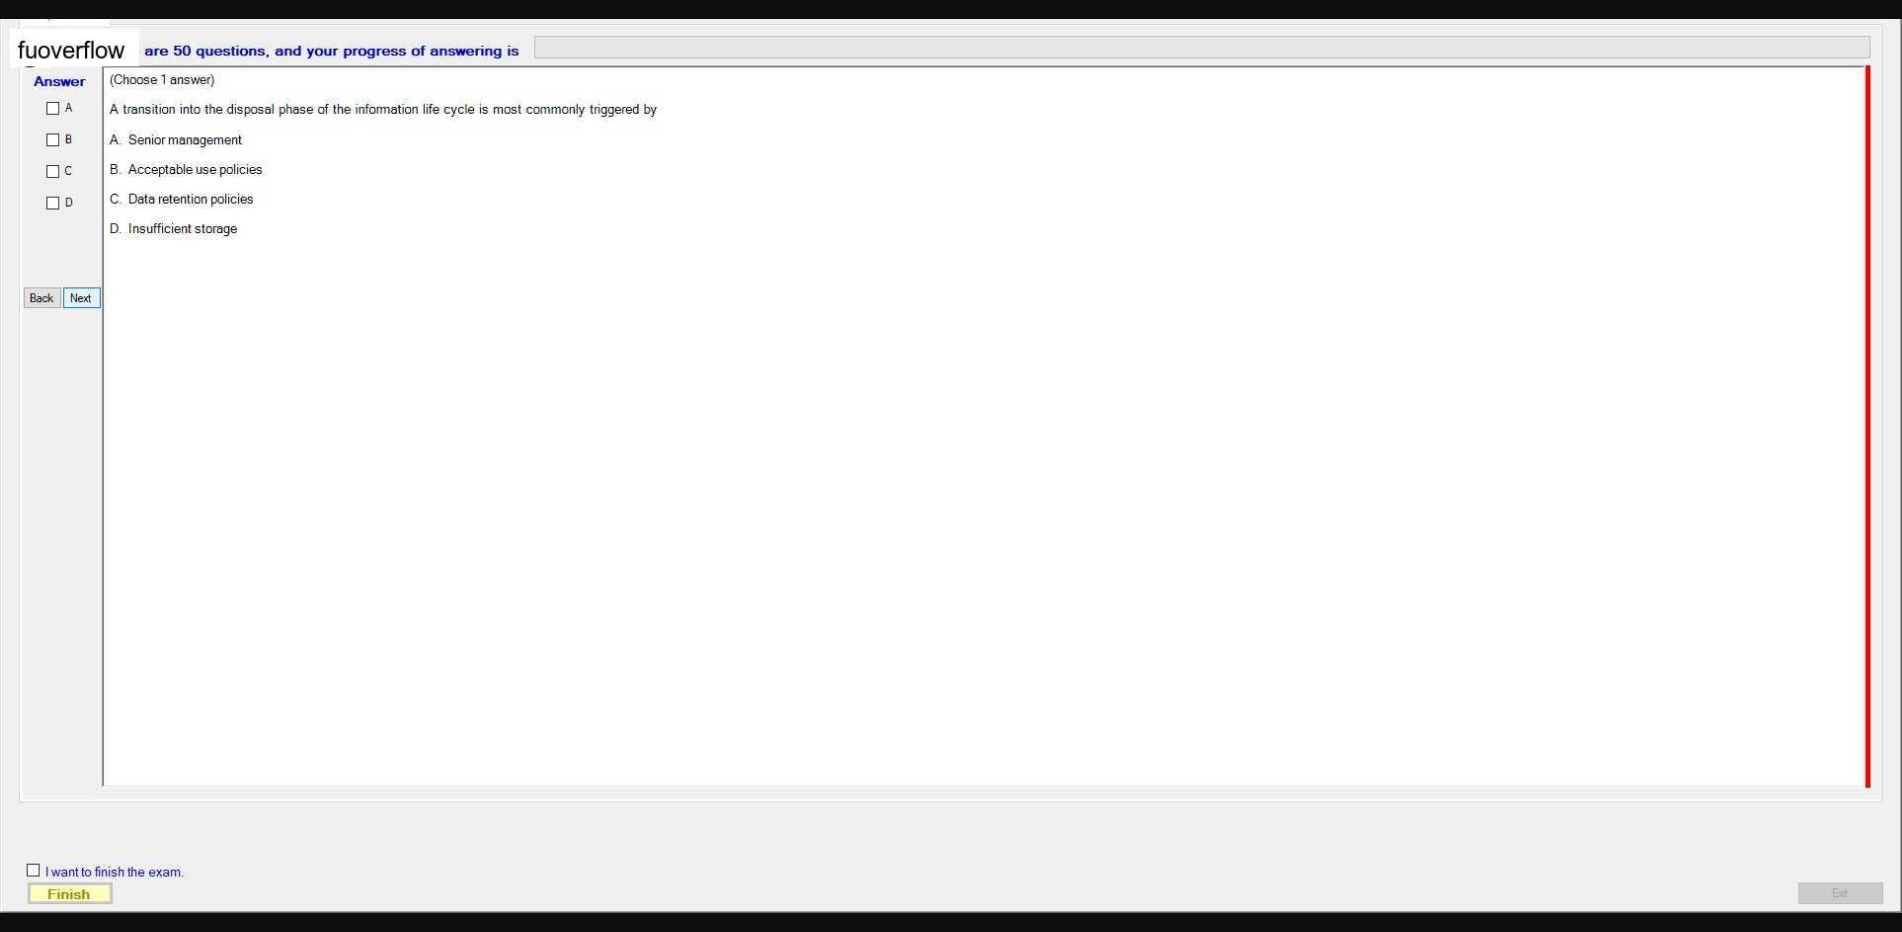 fuoverflow are 50 questions, and your progress of answering is
Answer
(Choose 1 answer)
A
A transition into the disposal phase of the information life cycle is most commonly triggered by
B
A. Senior management
C
B. Acceptable use policies
D
C. Data retention policies
D. Insufficient storage
Back Next
I want to finish the exam.
Finish
Exit